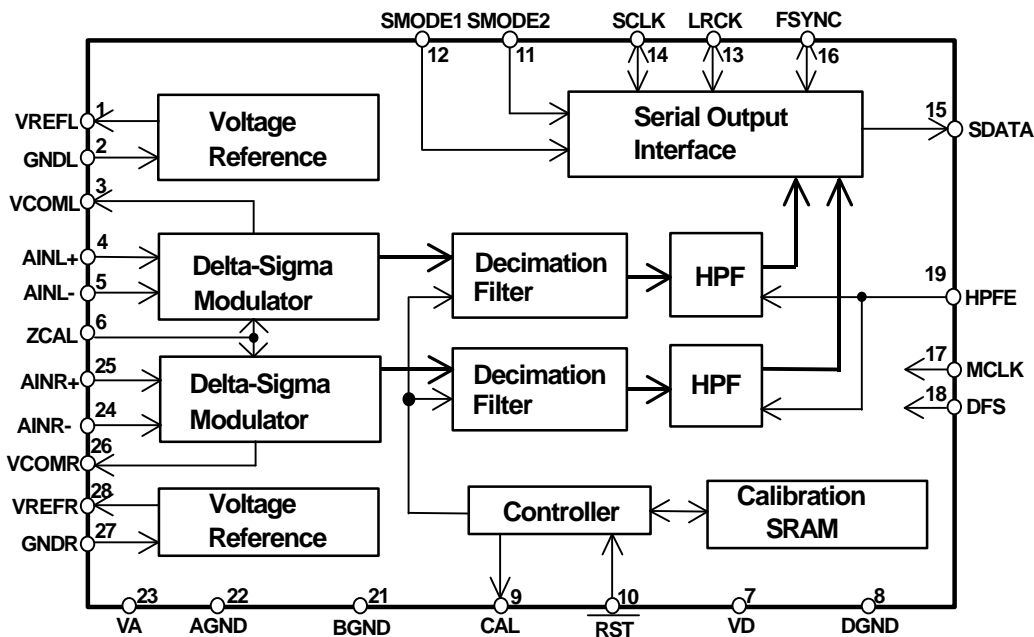 SMODE1 SMODE2 SCLK LRCK FSYNC
12 11 14 13 16
VREFL 1
Voltage
Reference
Serial Output
Interface
15 SDATA
GNDL 2
VCOML 3
AINL+ 4
AINL- 5
Delta-Sigma
Modulator
Decimation
Filter
HPF
19 HPFE
ZCAL 6
AINR+ 25
AINR- 24
Delta-Sigma
Modulator
Decimation
Filter
HPF
17 MCLK
18 DFS
VCOMR 26
VREFR 28
GNDR 27
Voltage
Reference
Controller
Calibration
SRAM
23 22 21 9 10 7 8
VA AGND BGND CAL RST VD DGND